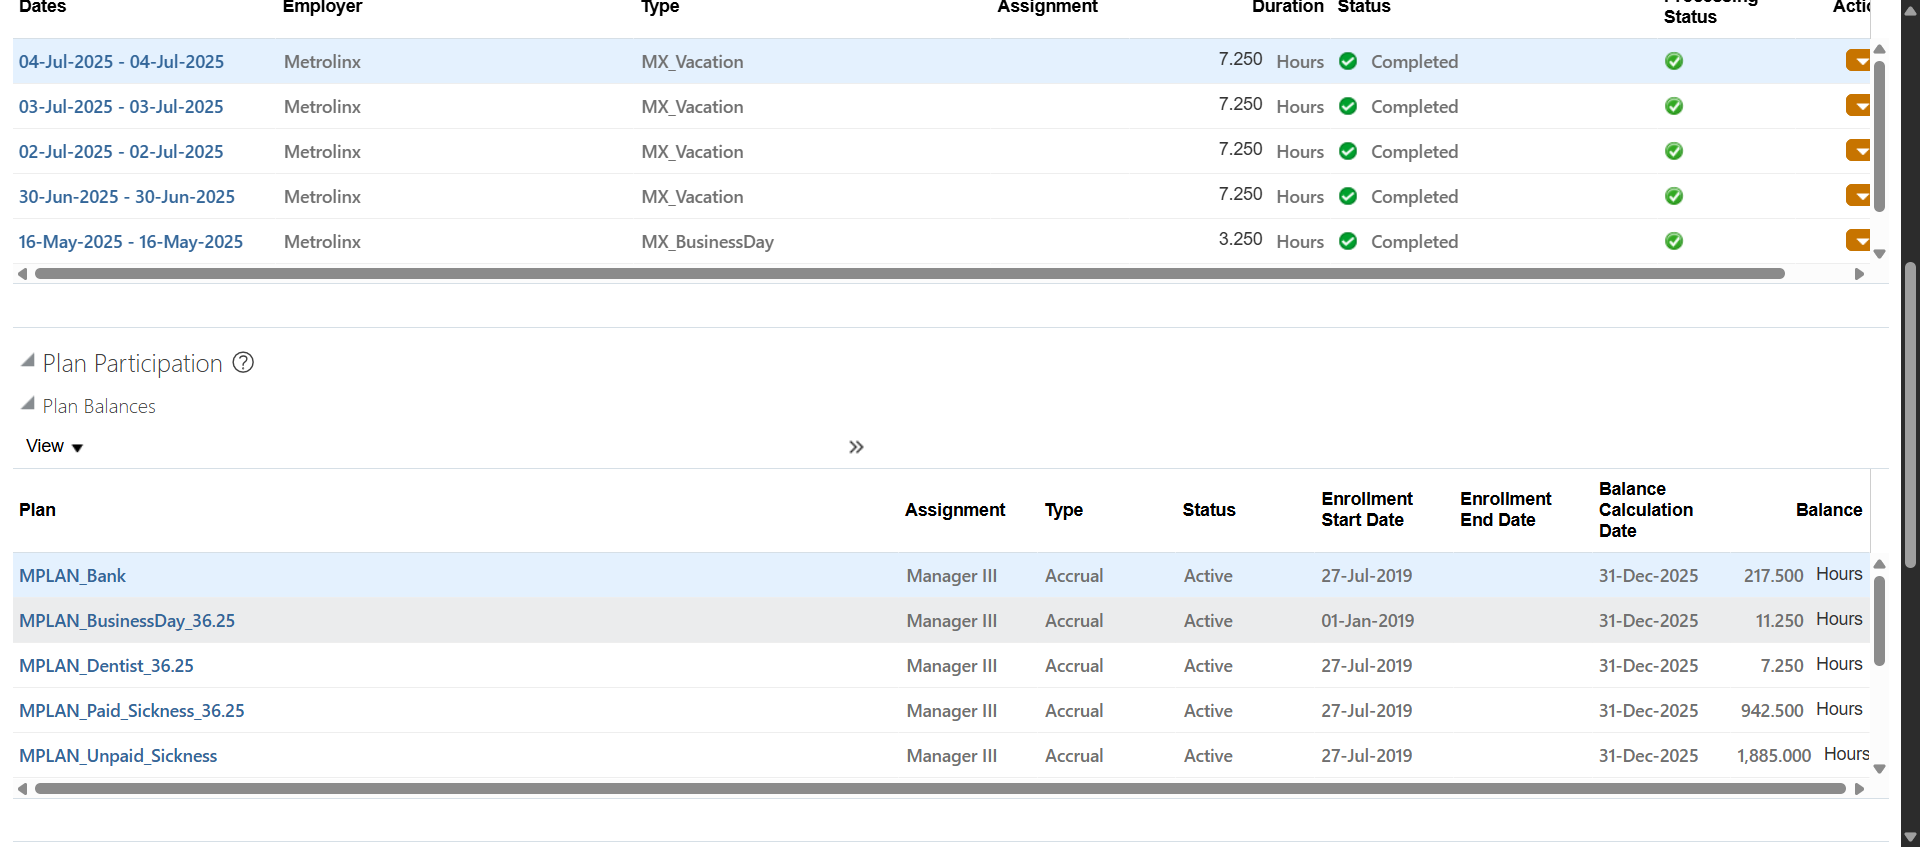 Dates Employer Type Assignment Duration Status Processing Status
04-Jul-2025 - 04-Jul-2025 Metrolinx MX_Vacation 7.250 Hours Completed
03-Jul-2025 - 03-Jul-2025 Metrolinx MX_Vacation 7.250 Hours Completed
02-Jul-2025 - 02-Jul-2025 Metrolinx MX_Vacation 7.250 Hours Completed
30-Jun-2025 - 30-Jun-2025 Metrolinx MX_Vacation 7.250 Hours Completed
16-May-2025 - 16-May-2025 Metrolinx MX_BusinessDay 3.250 Hours Completed
Plan Participation ?
Plan Balances
View
Plan Assignment Type Status Enrollment Start Date Enrollment End Date Balance Calculation Date Balance
MPLAN_Bank Manager III Accrual Active 27-Jul-2019 31-Dec-2025 217.500 Hours
MPLAN_BusinessDay_36.25 Manager III Accrual Active 01-Jan-2019 31-Dec-2025 11.250 Hours
MPLAN_Dentist_36.25 Manager III Accrual Active 27-Jul-2019 31-Dec-2025 7.250 Hours
MPLAN_Paid_Sickness_36.25 Manager III Accrual Active 27-Jul-2019 31-Dec-2025 942.500 Hours
MPLAN_Unpaid_Sickness Manager III Accrual Active 27-Jul-2019 31-Dec-2025 1,885.000 Hours